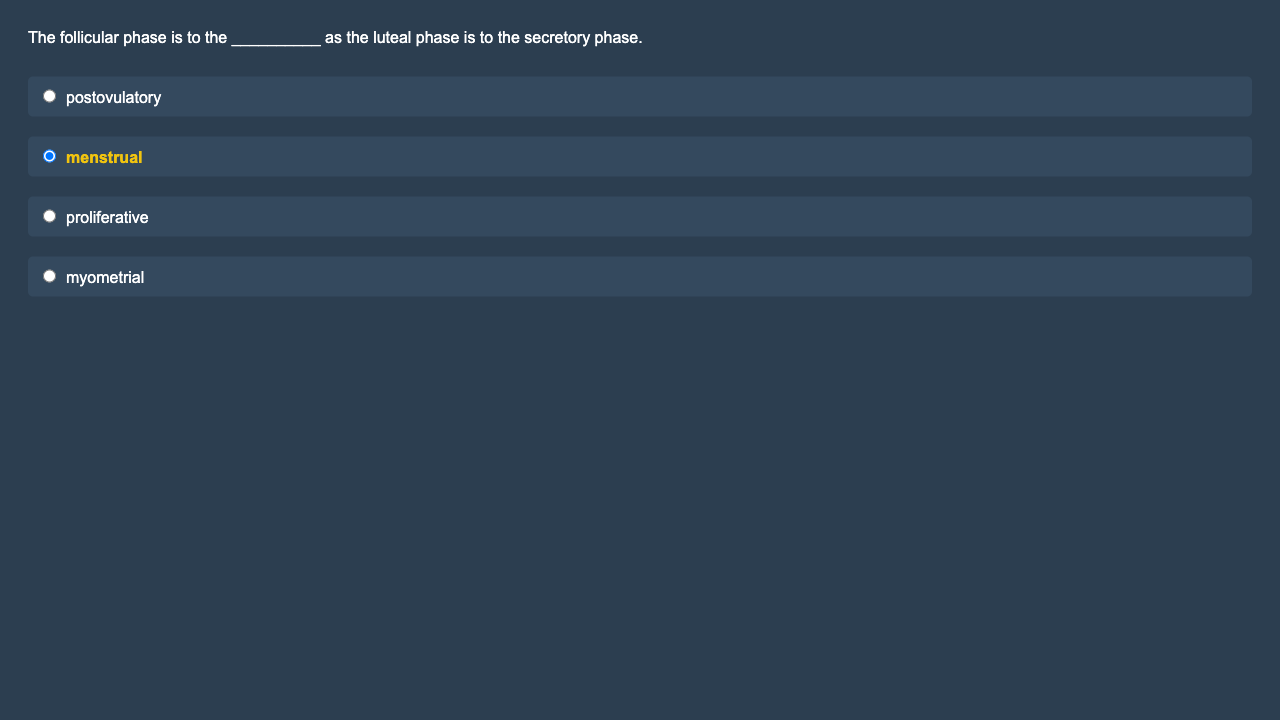 The follicular phase is to the __________ as the luteal phase is to the secretory phase.
postovulatory
menstrual
proliferative
myometrial